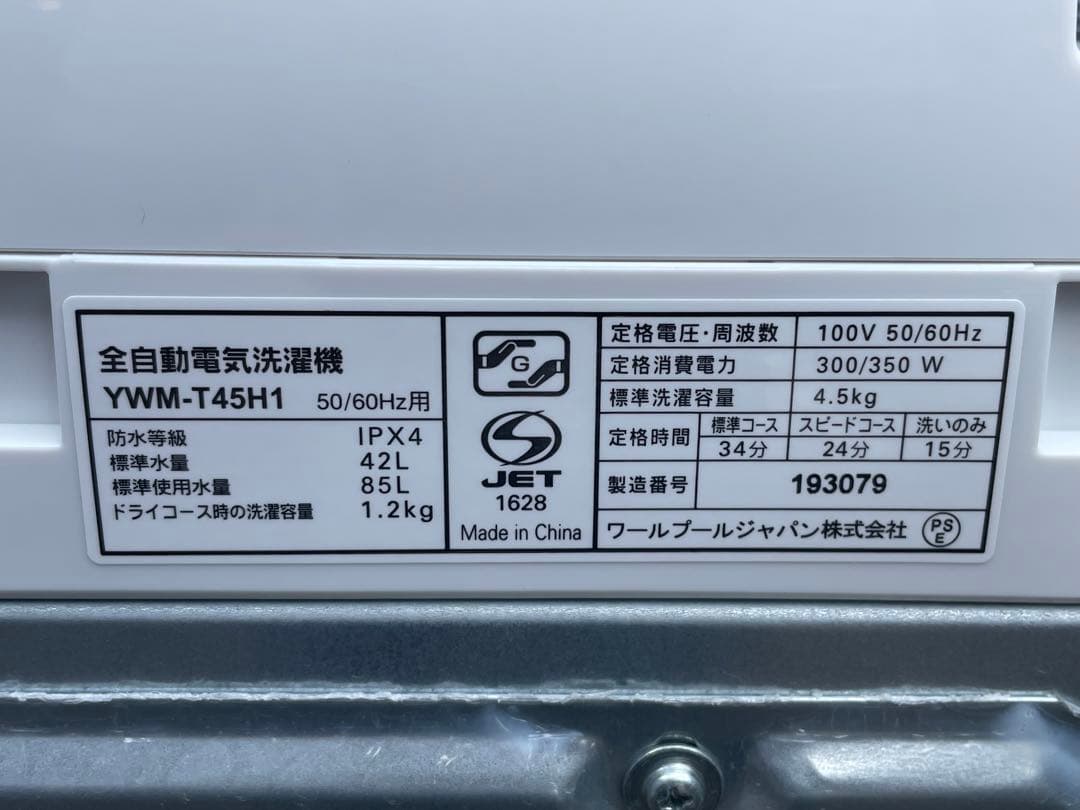 全自動電気洗濯機
YWM-T45H1 50/60Hz用
防水等級 IPX4
標準水量 42L
標準使用水量 85L
ドライコース時の洗濯容量 1.2kg
G
S
JET
1628
Made in China
定格電圧・周波数 100V 50/60Hz
定格消費電力 300/350 W
標準洗濯容量 4.5kg
定格時間 標準コース スピードコース 洗いのみ
34分 24分 15分
製造番号 193079
ワールプールジャパン株式会社 PSE